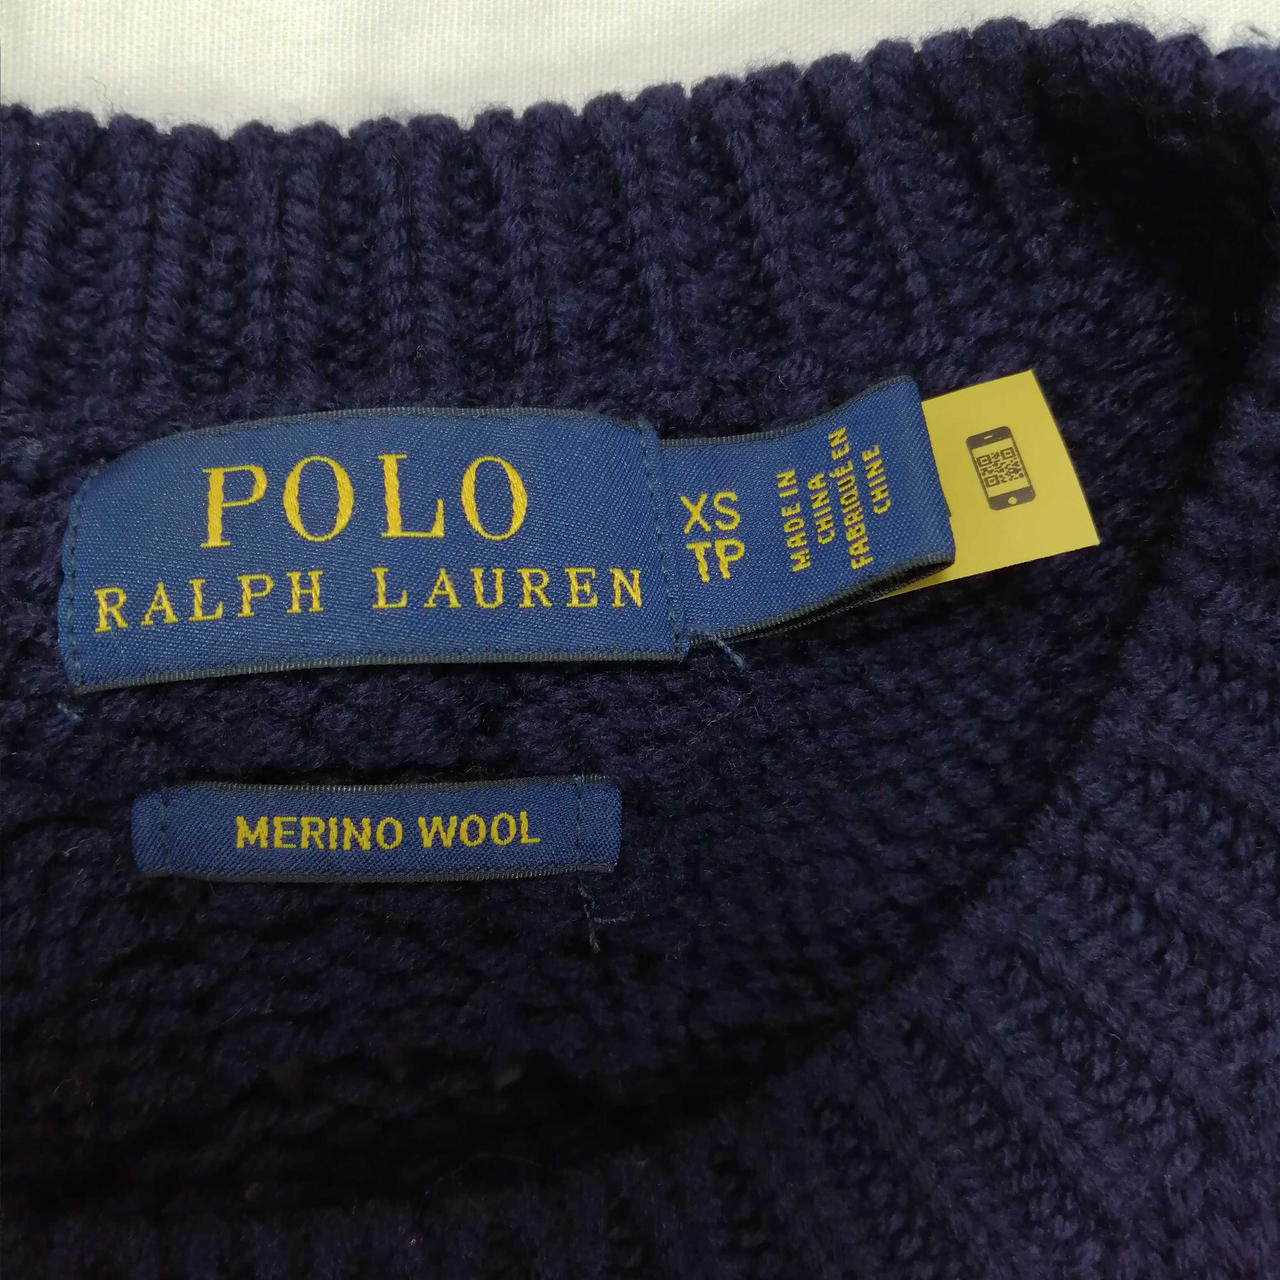 POLO
RALPH LAUREN
XS
TP
MADE IN
CHINA
FABRIQUÉ EN
CHINE
MERINO WOOL